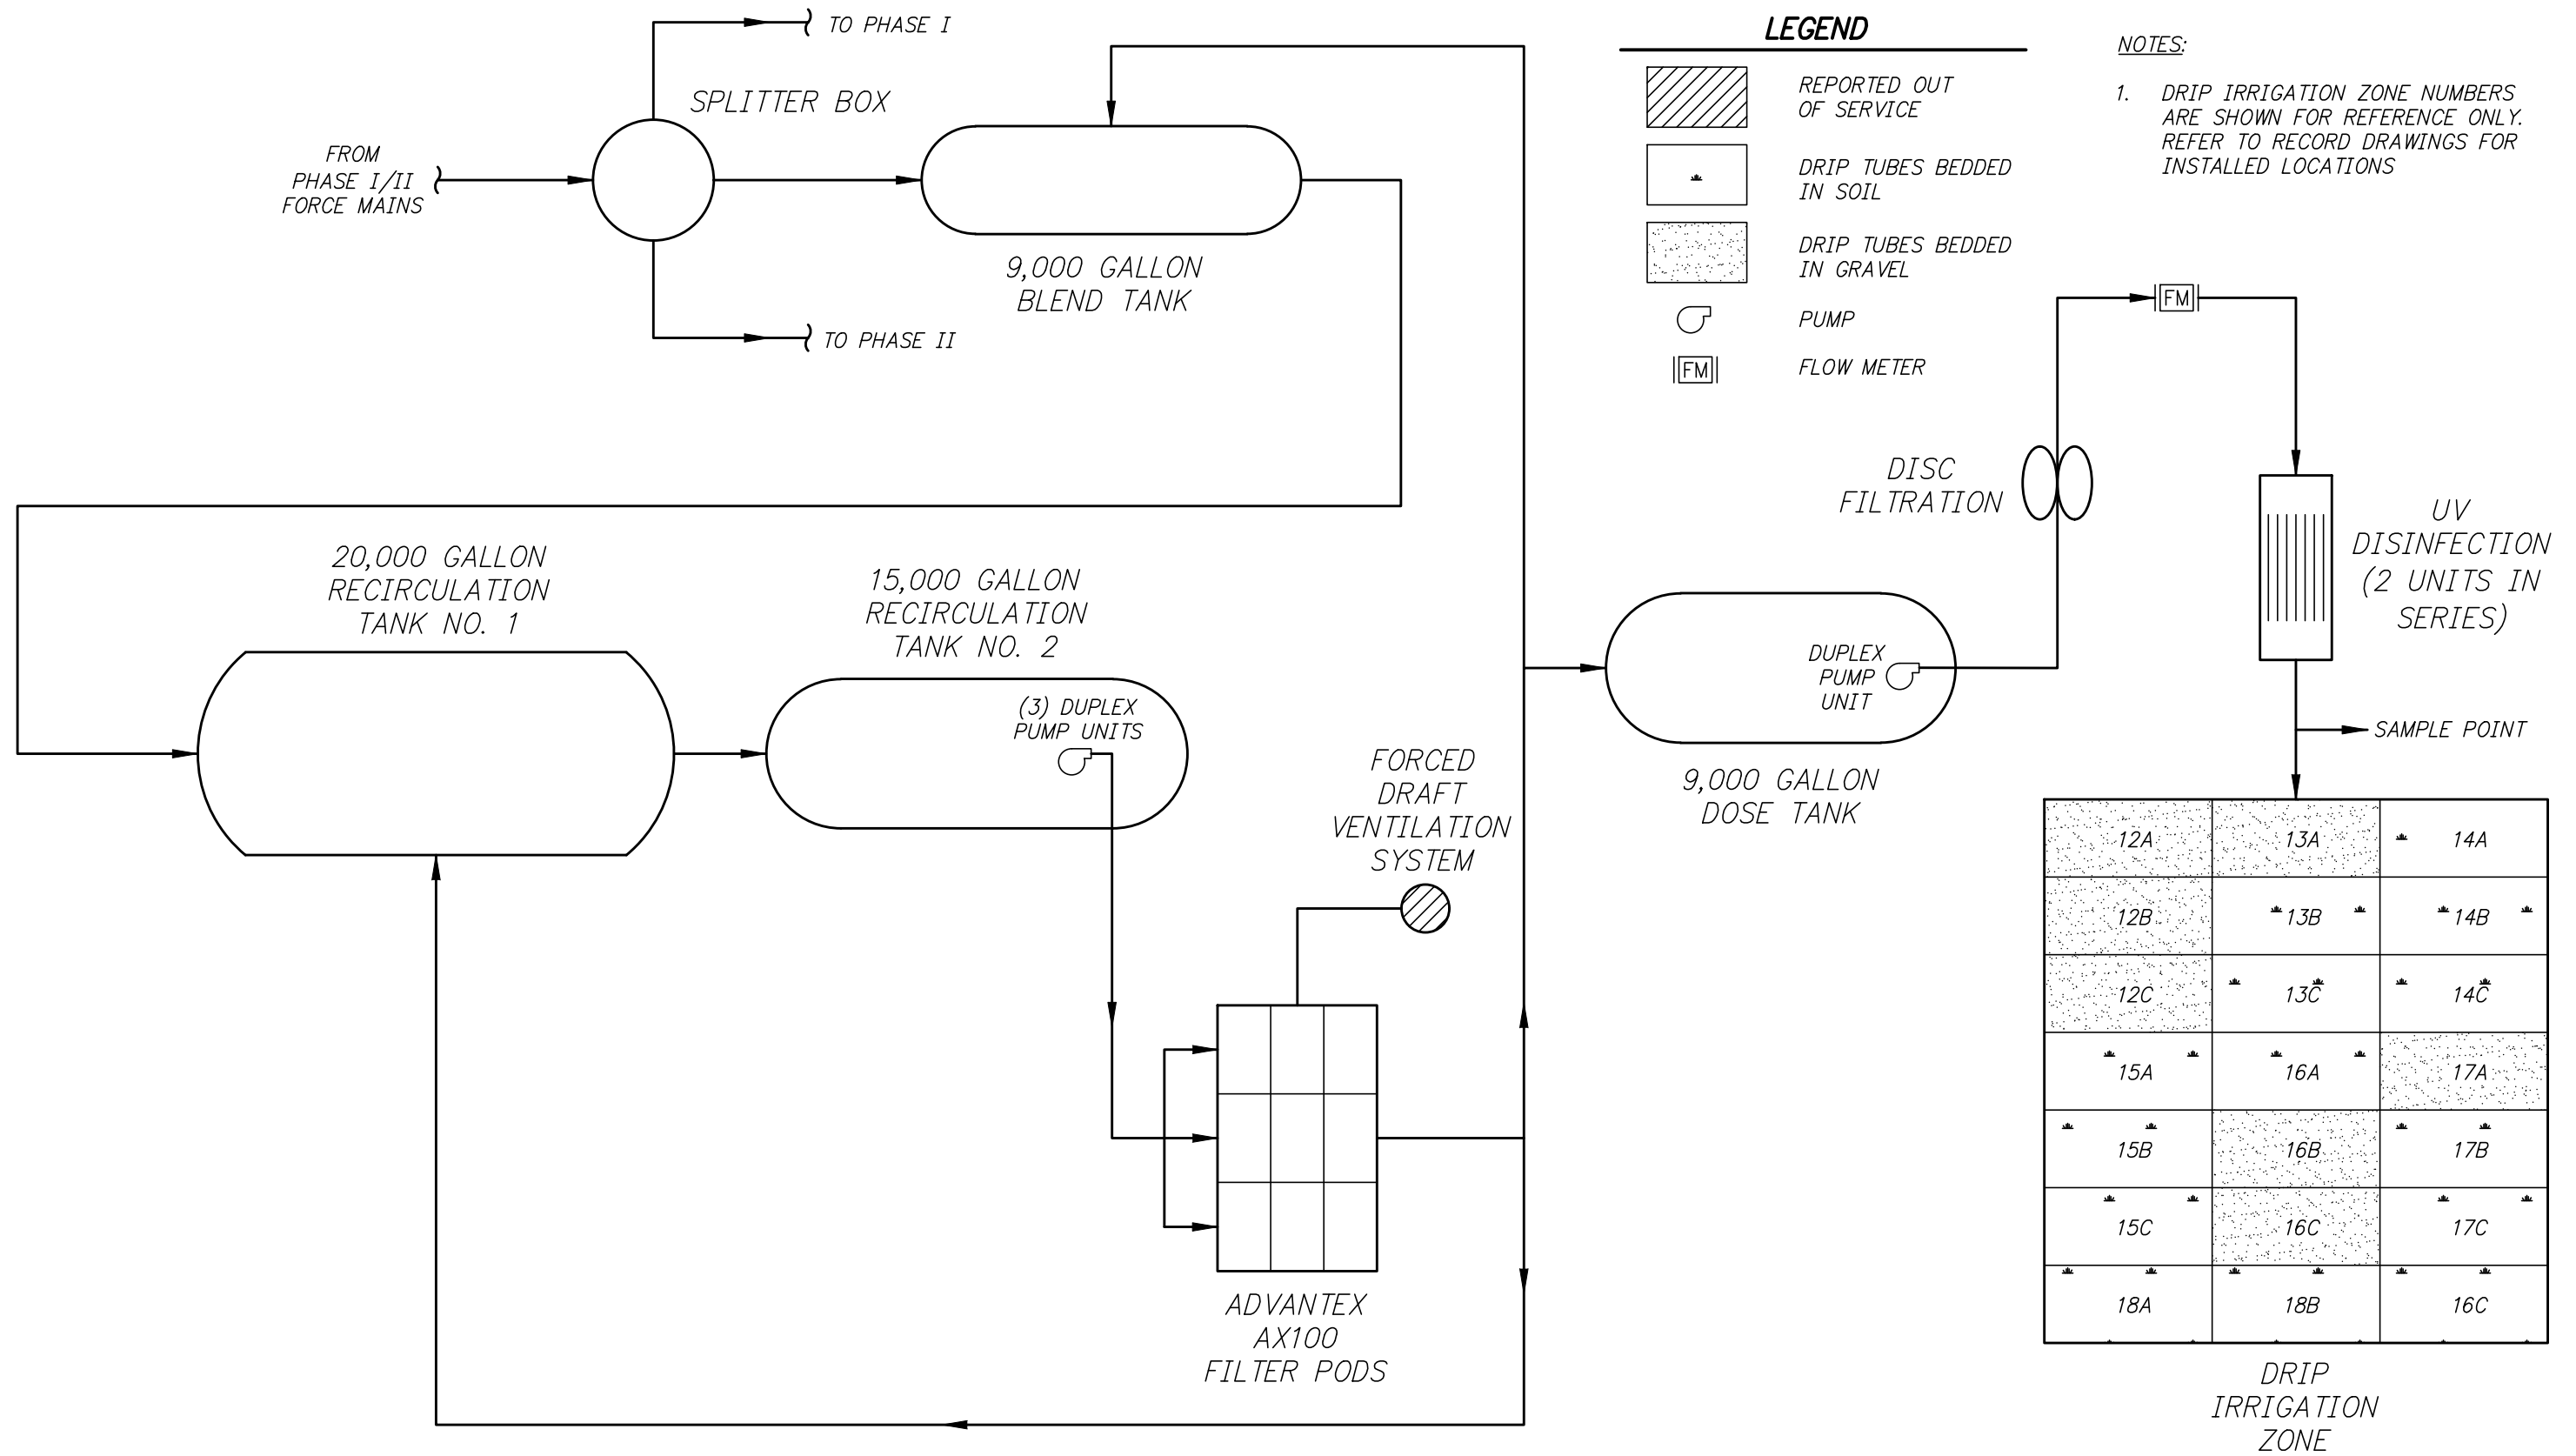 TO PHASE I
SPLITTER BOX
FROM
PHASE I/II
FORCE MAINS
9,000 GALLON
BLEND TANK
TO PHASE II
LEGEND
REPORTED OUT
OF SERVICE
DRIP TUBES BEDDED
IN SOIL
DRIP TUBES BEDDED
IN GRAVEL
PUMP
FM
FLOW METER
NOTES:
1. DRIP IRRIGATION ZONE NUMBERS
ARE SHOWN FOR REFERENCE ONLY.
REFER TO RECORD DRAWINGS FOR
INSTALLED LOCATIONS
FM
DISC
FILTRATION
UV
DISINFECTION
(2 UNITS IN
SERIES)
20,000 GALLON
RECIRCULATION
TANK NO. 1
15,000 GALLON
RECIRCULATION
TANK NO. 2
(3) DUPLEX
PUMP UNITS
DUPLEX
PUMP
UNIT
9,000 GALLON
DOSE TANK
SAMPLE POINT
FORCED
DRAFT
VENTILATION
SYSTEM
ADVANTEX
AX100
FILTER PODS
12A 13A 14A
12B 13B 14B
12C 13C 14C
15A 16A 17A
15B 16B 17B
15C 16C 17C
18A 18B 16C
DRIP
IRRIGATION
ZONE